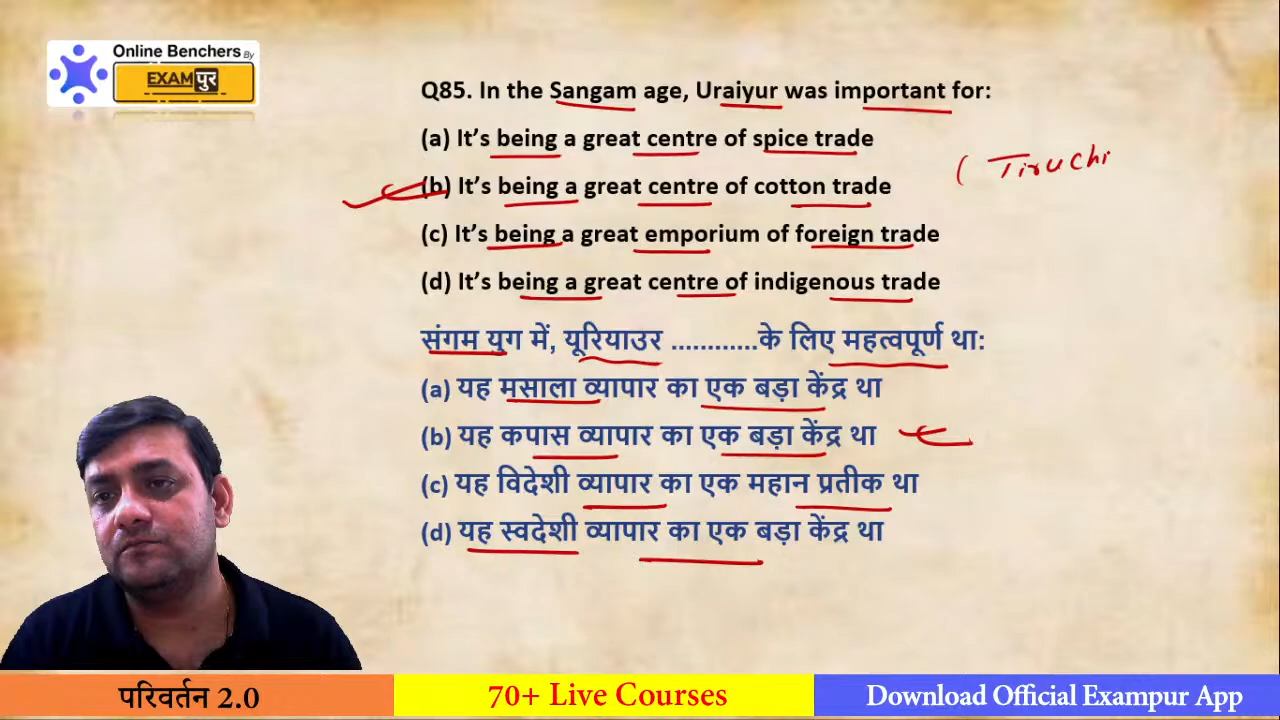 Online Benchers By
EXAMपुर
Q85. In the Sangam age, Uraiyur was important for:
(a) It’s being a great centre of spice trade
(b) It’s being a great centre of cotton trade
(c) It’s being a great emporium of foreign trade
(d) It’s being a great centre of indigenous trade
( Tiruchi
संगम युग में, यूरियाउर ............के लिए महत्वपूर्ण था:
(a) यह मसाला व्यापार का एक बड़ा केंद्र था
(b) यह कपास व्यापार का एक बड़ा केंद्र था
(c) यह विदेशी व्यापार का एक महान प्रतीक था
(d) यह स्वदेशी व्यापार का एक बड़ा केंद्र था
परिवर्तन 2.0
70+ Live Courses
Download Official Exampur App